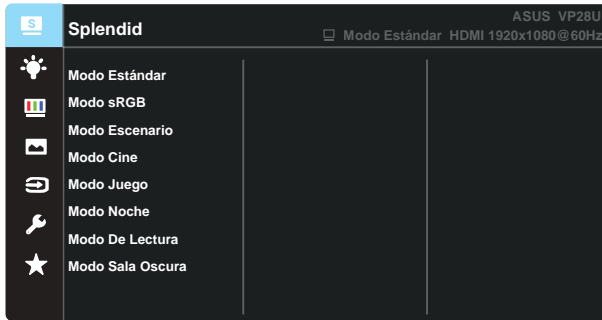 S
Splendid
ASUS VP28U
Modo Estándar HDMI 1920x1080@60Hz
Modo Estándar
Modo sRGB
Modo Escenario
Modo Cine
Modo Juego
Modo Noche
Modo De Lectura
Modo Sala Oscura